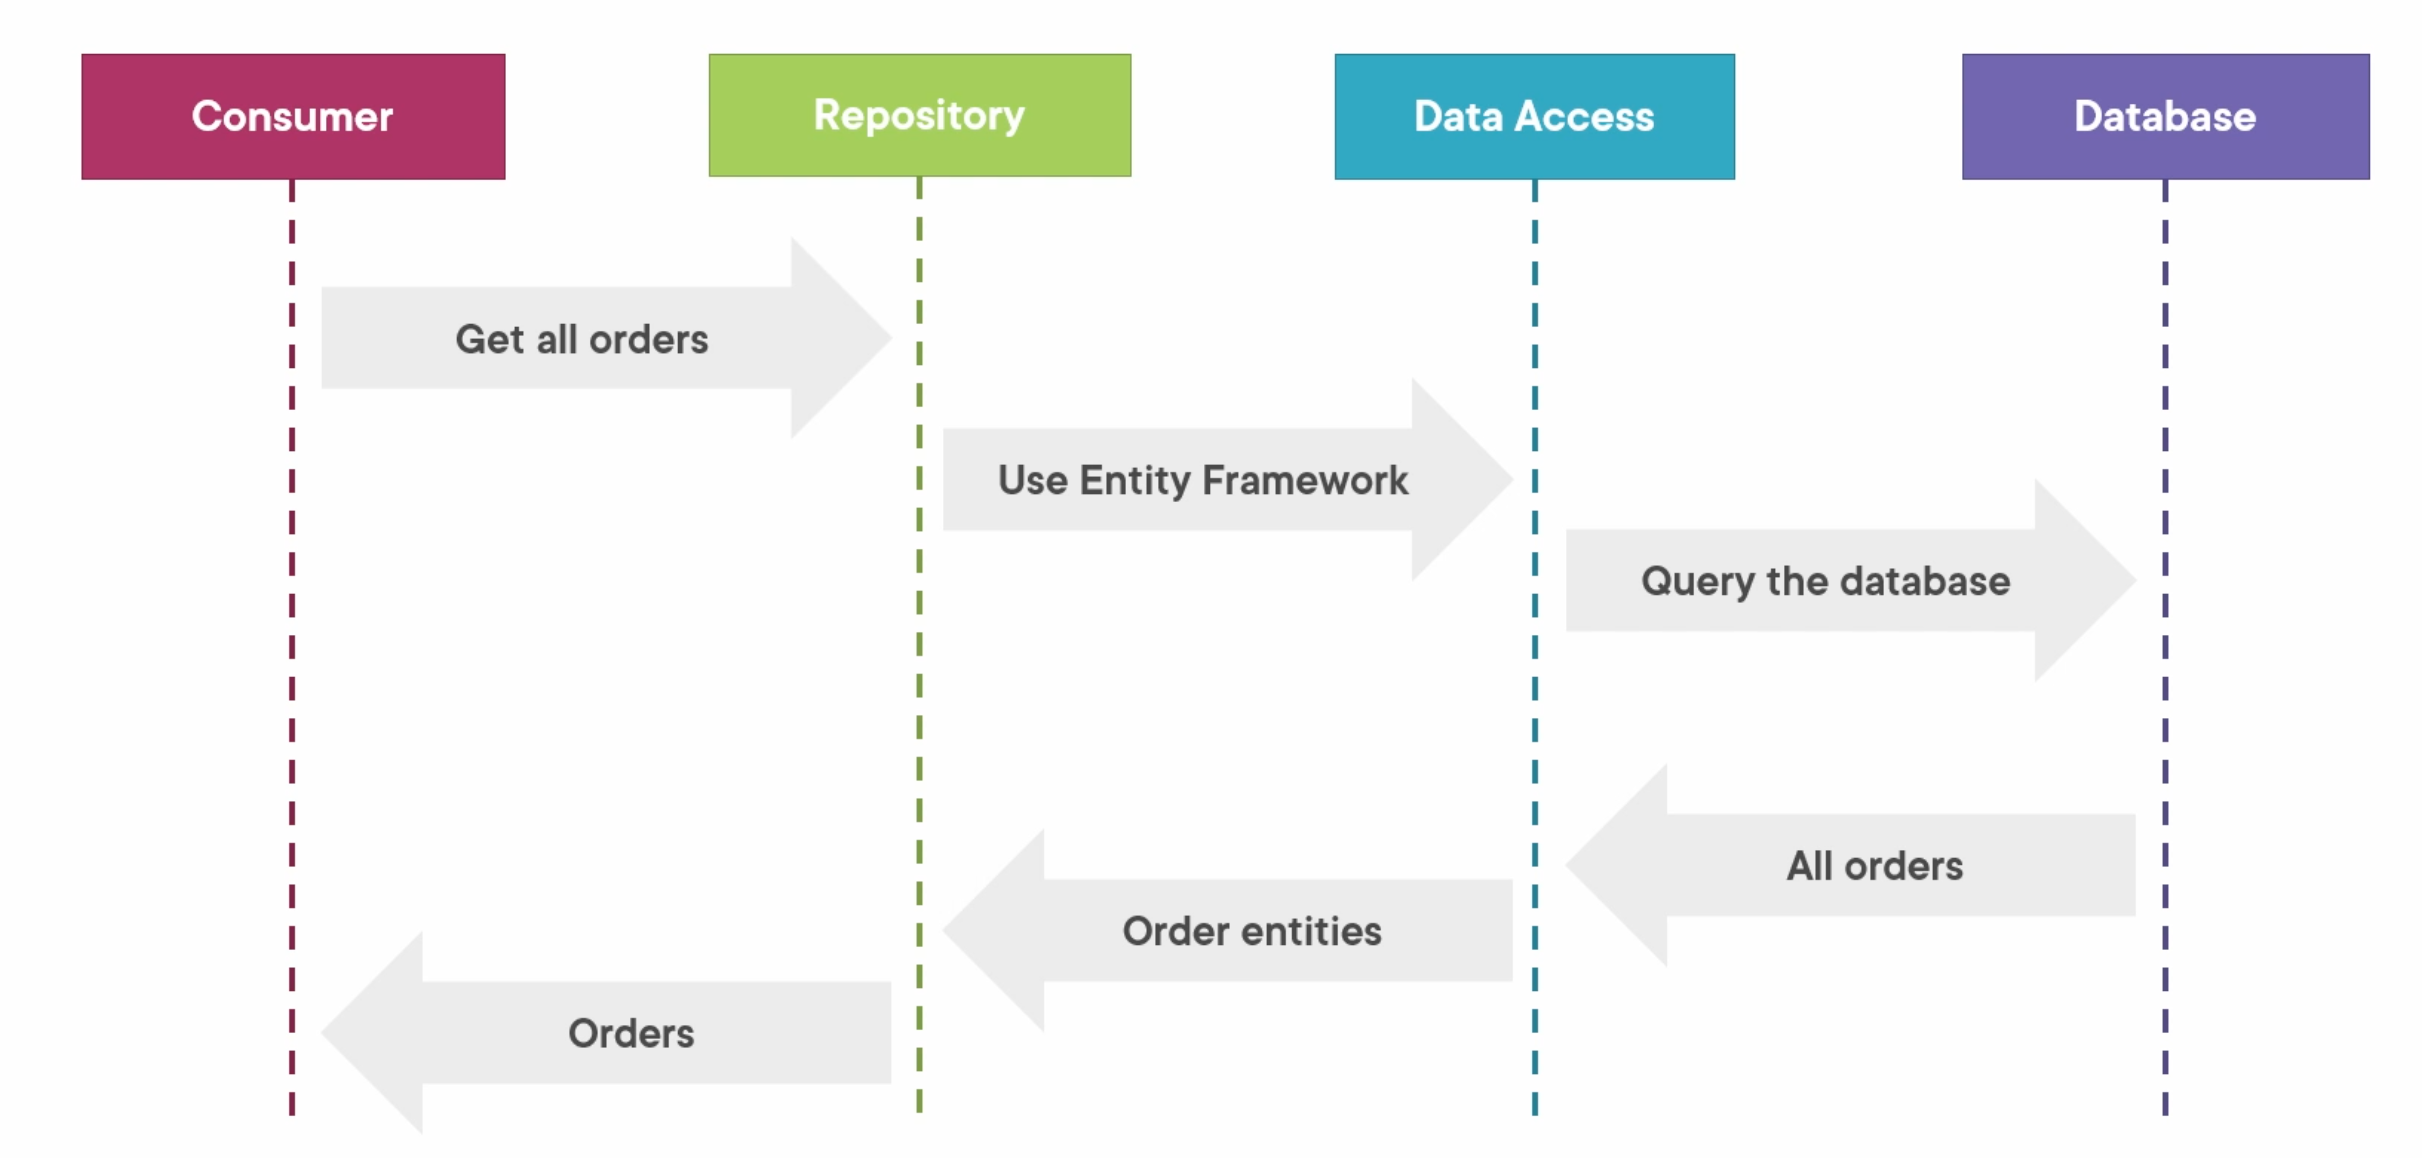 Consumer
Repository
Data Access
Database
Get all orders
Use Entity Framework
Query the database
All orders
Order entities
Orders